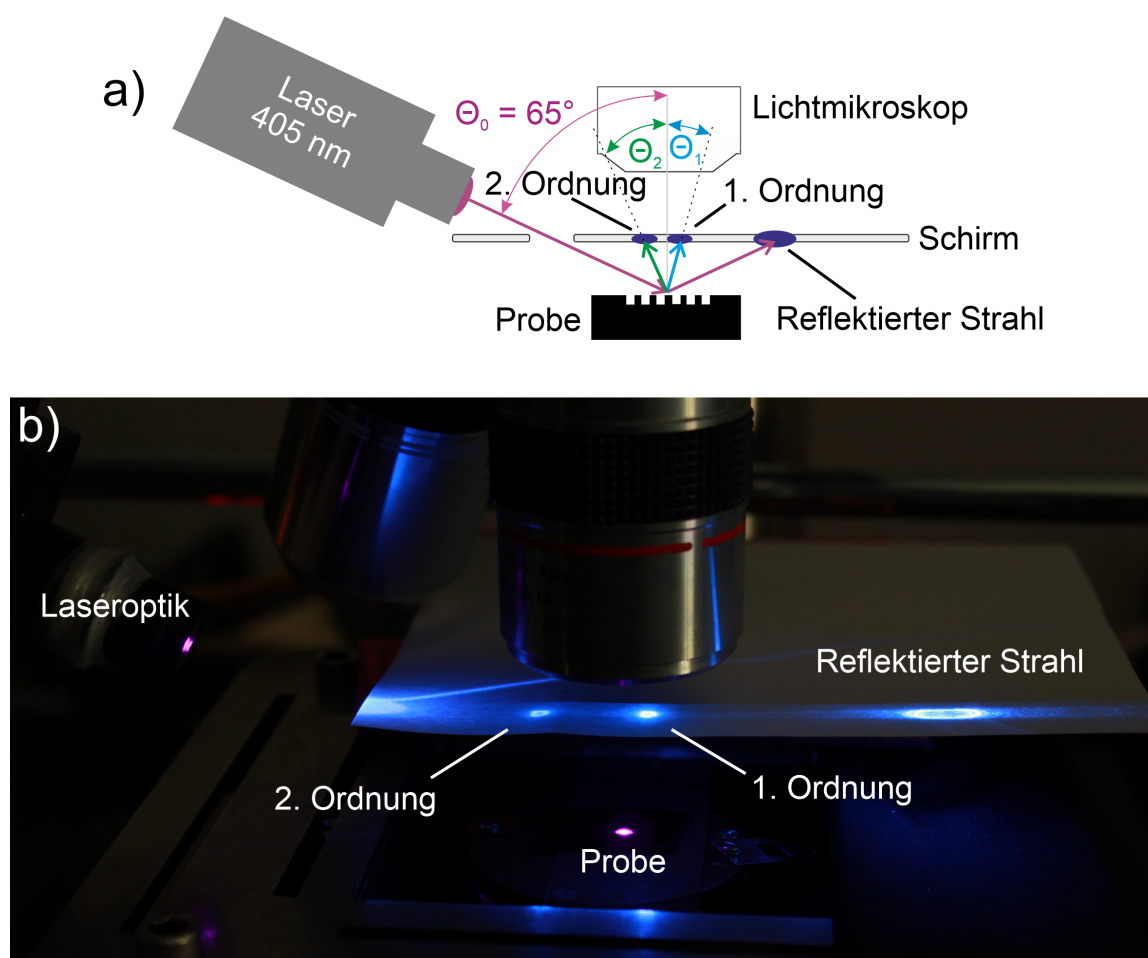 a)
Laser
405 nm
Θ₀ = 65°
Lichtmikroskop
Θ₂
Θ₁
2. Ordnung
1. Ordnung
Schirm
Probe
Reflektierter Strahl
b)
Laseroptik
Reflektierter Strahl
2. Ordnung
1. Ordnung
Probe